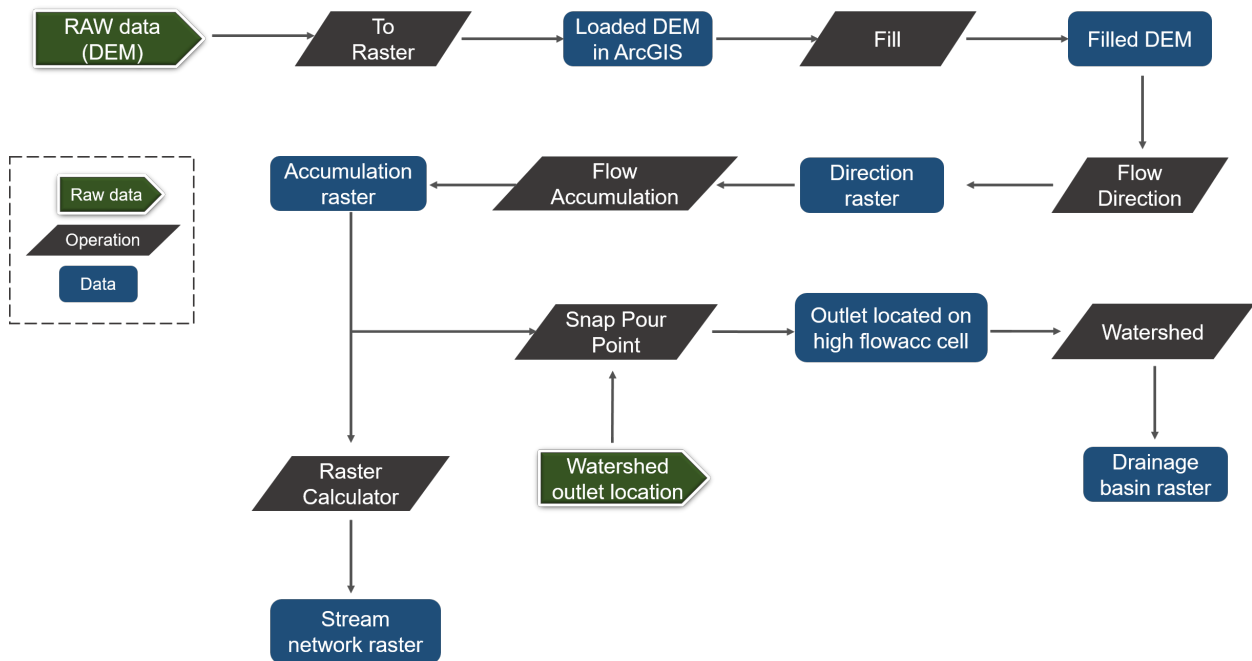 RAW data
(DEM)
To
Raster
Loaded DEM
in ArcGIS
Fill
Filled DEM
Accumulation
raster
Flow
Accumulation
Direction
raster
Flow
Direction
Raw data
Operation
Data
Snap Pour
Point
Outlet located on
high flowacc cell
Watershed
Raster
Calculator
Watershed
outlet location
Drainage
basin raster
Stream
network raster